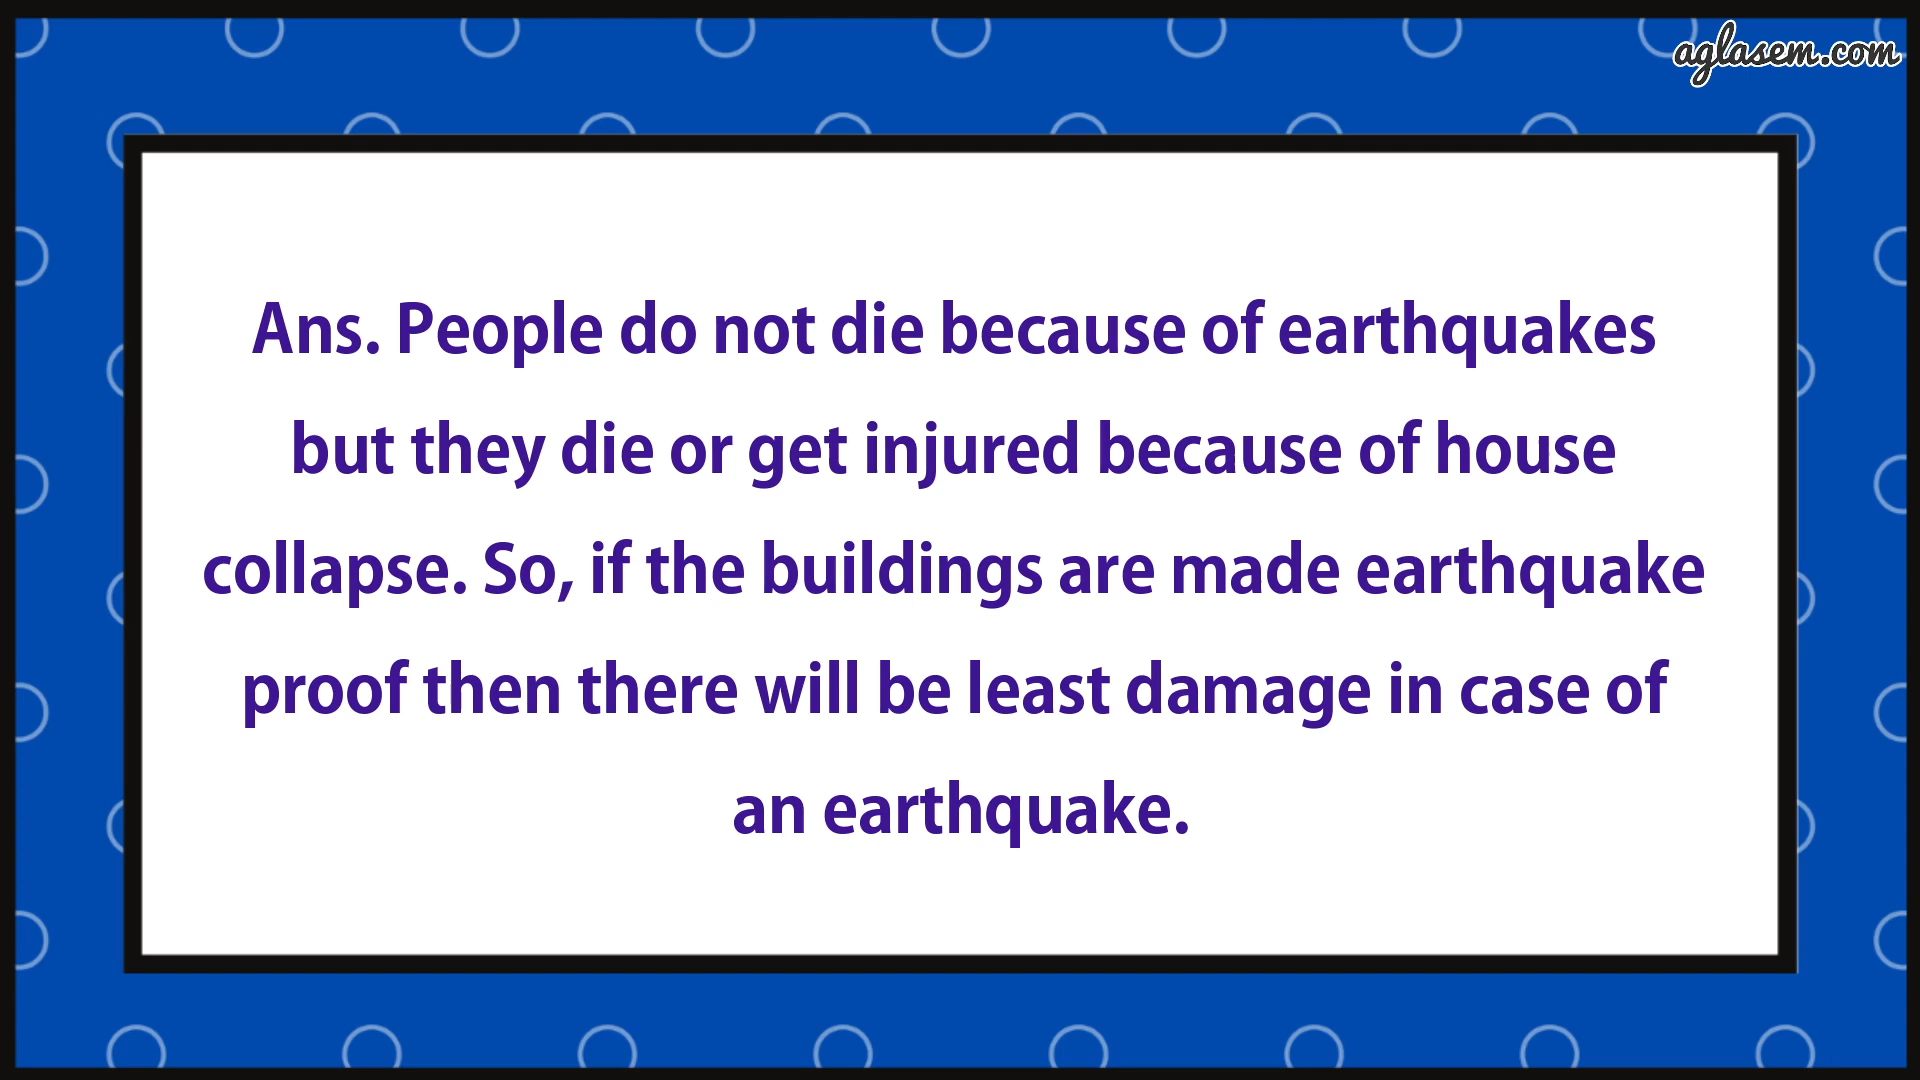 aglasem.com
Ans. People do not die because of earthquakes
but they die or get injured because of house
collapse. So, if the buildings are made earthquake
proof then there will be least damage in case of
an earthquake.